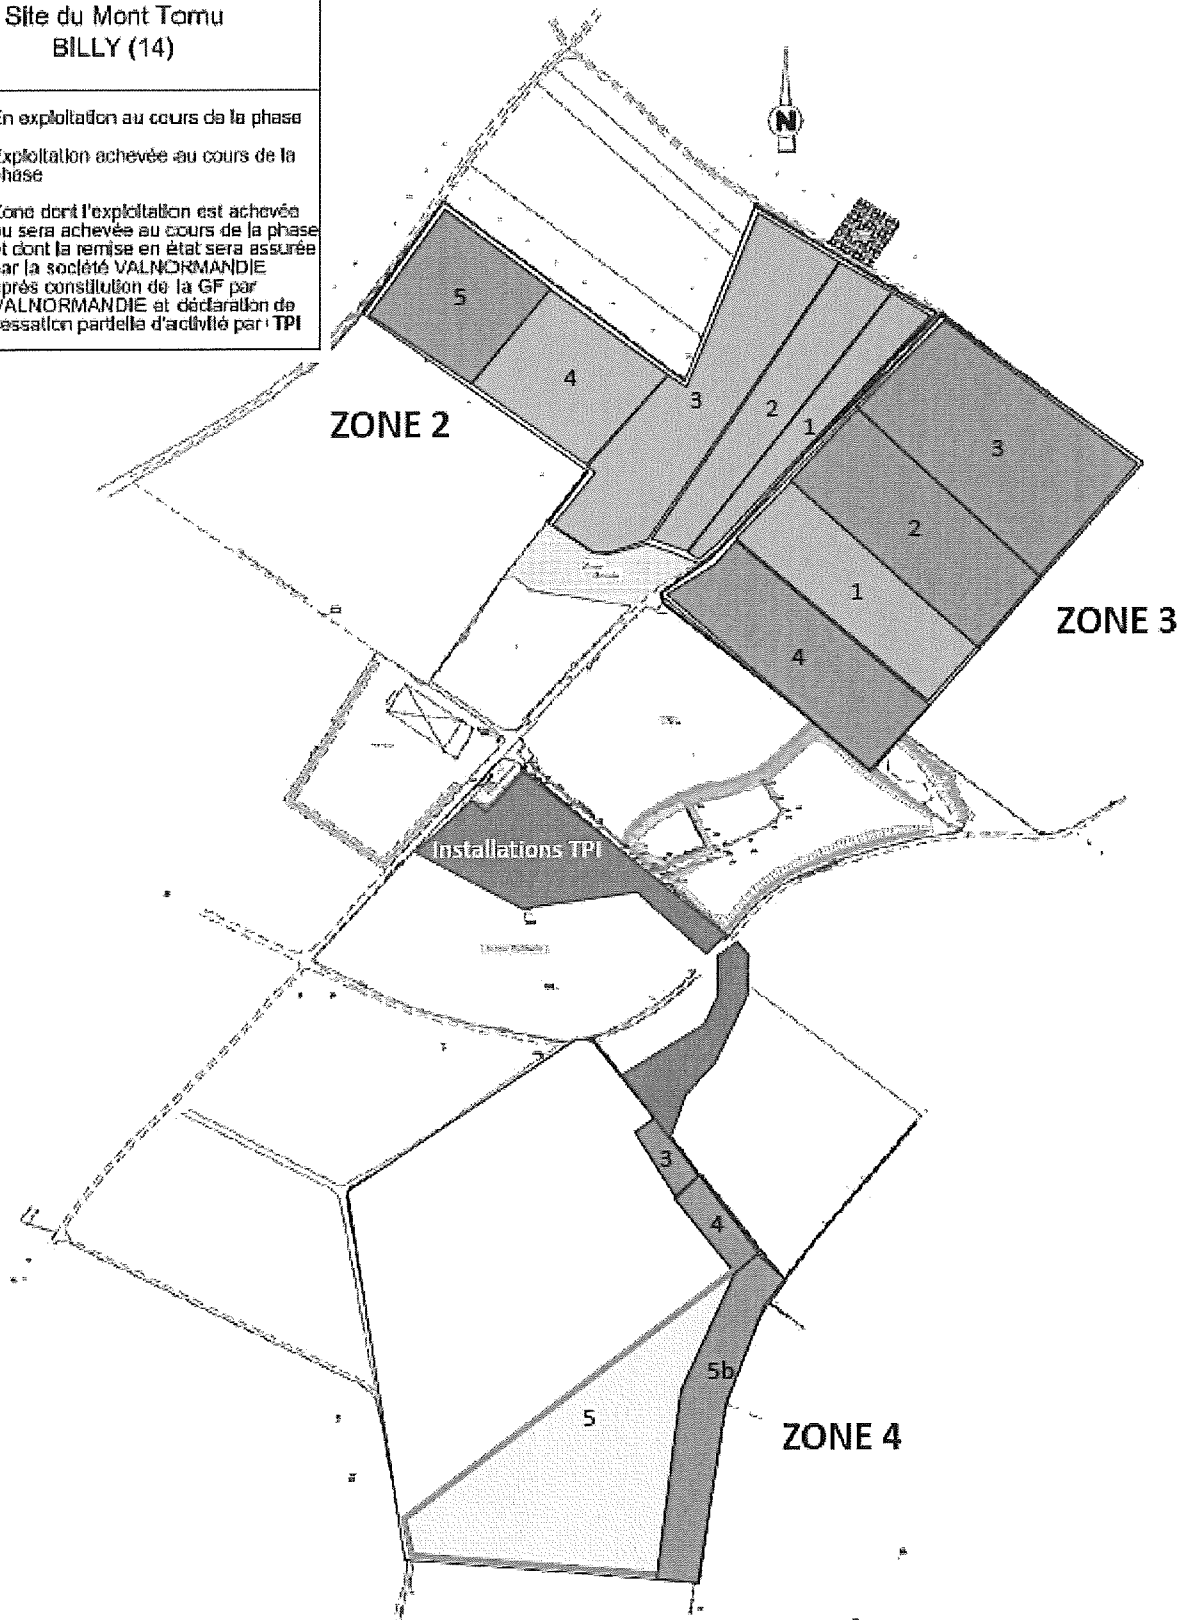 Site du Mont Tomu
BILLY (14)
En exploitation au cours de la phase
Exploitation achevée au cours de la
phase
Zone dont l'exploitation est achevée
ou sera achevée au cours de la phase
et dont la remise en état sera assurée
par la société VALNORMANDIE
après constitution de la GF par
VALNORMANDIE et déclaration de
cessation partielle d'activité par TPI
N
5
4
3
2
1
ZONE 2
3
2
1
4
ZONE 3
Installations TPI
3
4
5b
5
ZONE 4